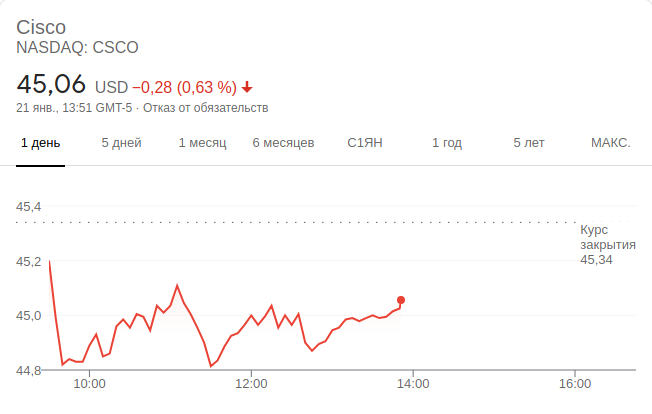 Cisco
NASDAQ: CSCO
45,06 USD −0,28 (0,63 %)
21 янв., 13:51 GMT-5 · Отказ от обязательств
1 день 5 дней 1 месяц 6 месяцев С1ЯН 1 год 5 лет МАКС.
45,4
Курс
закрытия
45,34
45,2
45,0
44,8
10:00 12:00 14:00 16:00